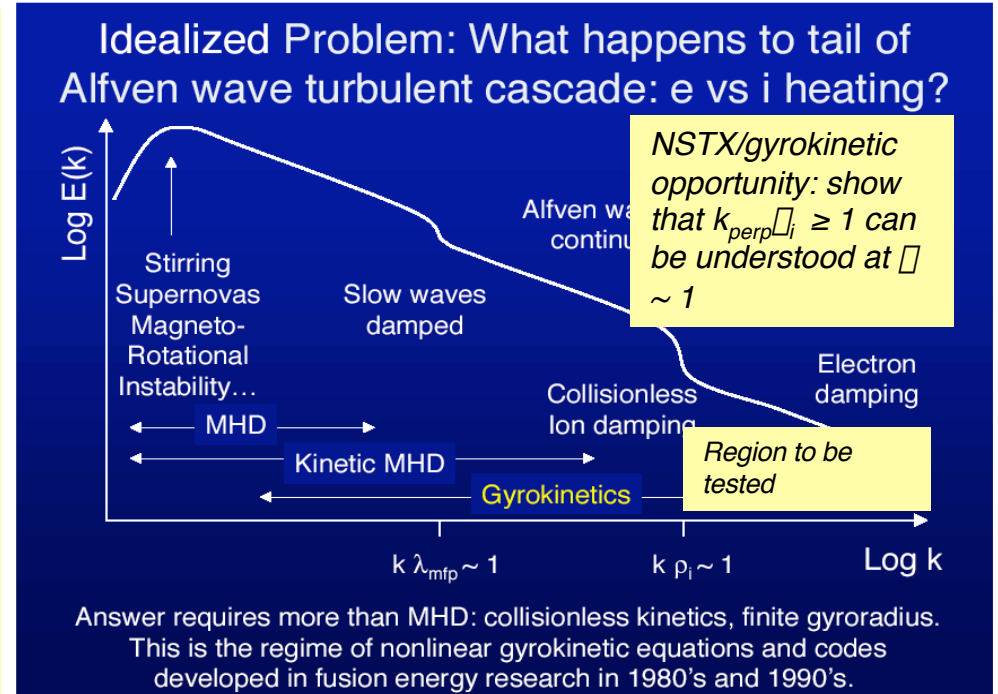 Idealized Problem: What happens to tail of
Alfven wave turbulent cascade: e vs i heating?
Log E(k)
NSTX/gyrokinetic
opportunity: show
that k_perp▯_i ≥ 1 can
be understood at ▯
~ 1
Alfven wa
continu
Stirring
Supernovas
Magneto-
Rotational
Instability…
Slow waves
damped
Electron
damping
Collisionless
Ion damping
MHD
Kinetic MHD
Gyrokinetics
Region to be
tested
k λ_mfp ~ 1
k ρ_i ~ 1
Log k
Answer requires more than MHD: collisionless kinetics, finite gyroradius.
This is the regime of nonlinear gyrokinetic equations and codes
developed in fusion energy research in 1980's and 1990's.